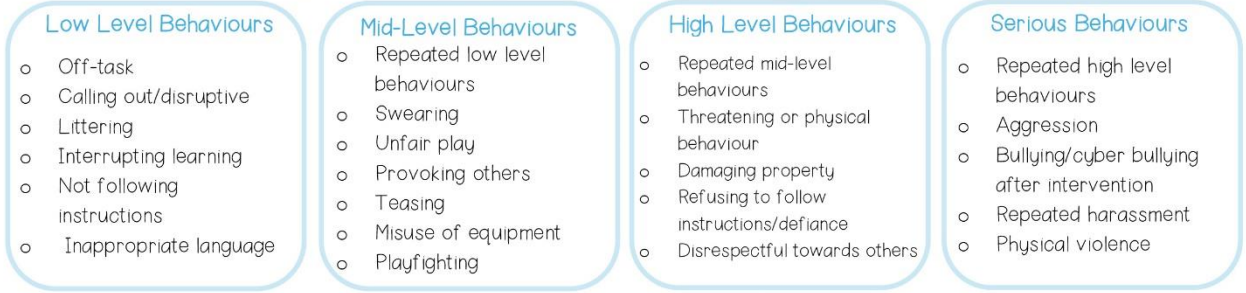 Low Level Behaviours
o Off-task
o Calling out/disruptive
o Littering
o Interrupting learning
o Not following
instructions
o Inappropriate language
Mid-Level Behaviours
o Repeated low level
behaviours
o Swearing
o Unfair play
o Provoking others
o Teasing
o Misuse of equipment
o Playfighting
High Level Behaviours
o Repeated mid-level
behaviours
o Threatening or physical
behaviour
o Damaging property
o Refusing to follow
instructions/defiance
o Disrespectful towards others
Serious Behaviours
o Repeated high level
behaviours
o Aggression
o Bullying/cyber bullying
after intervention
o Repeated harassment
o Physical violence